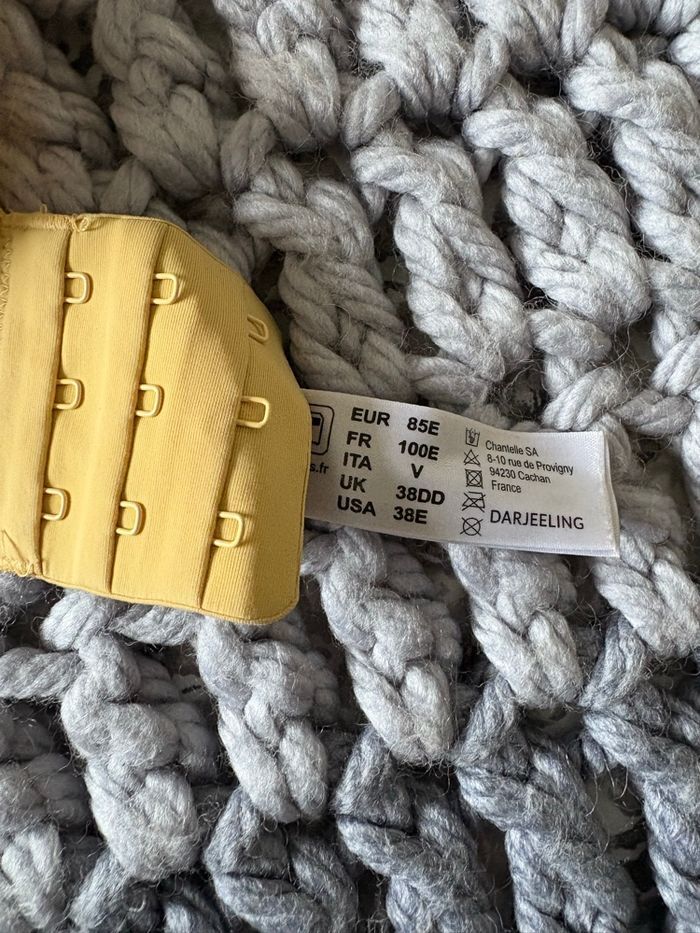 EUR 85E
FR 100E
ITA V
UK 38DD
USA 38E
s.fr
Chantelle SA
8-10 rue de Provigny
94230 Cachan
France
DARJEELING